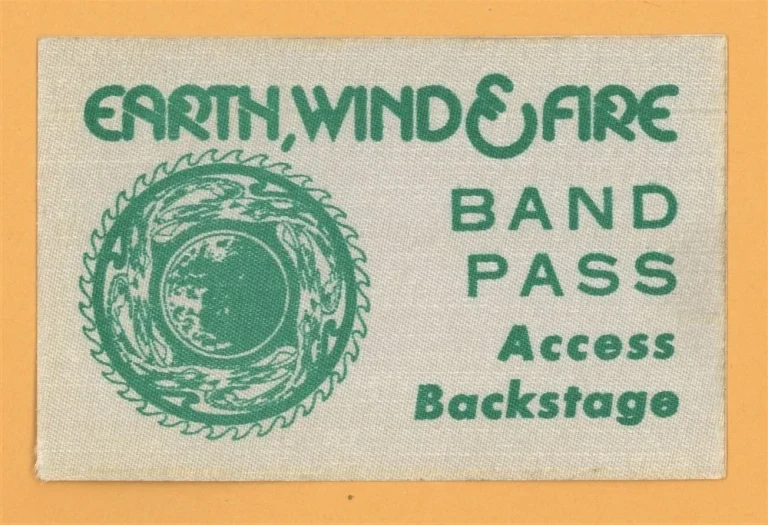 EARTH, WIND & FIRE
BAND
PASS
Access
Backstage